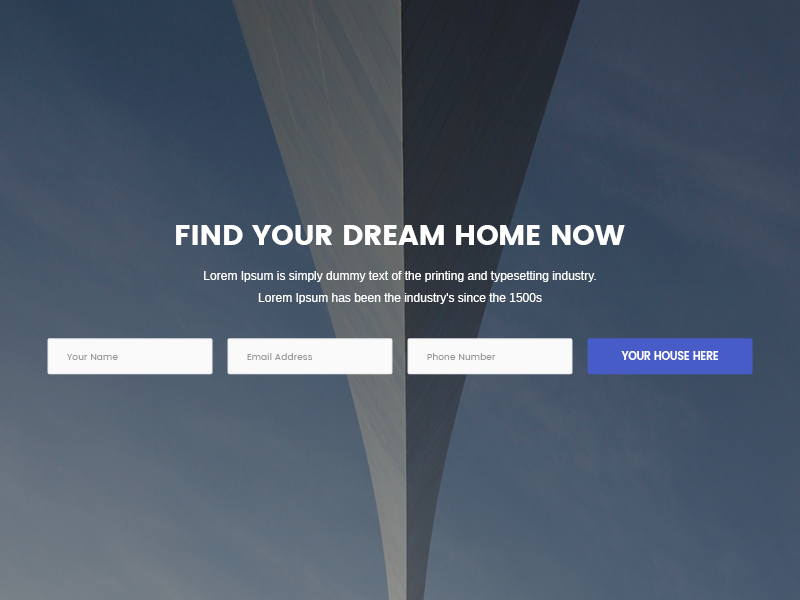 FIND YOUR DREAM HOME NOW
Lorem Ipsum is simply dummy text of the printing and typesetting industry.
Lorem Ipsum has been the industry's since the 1500s
Your Name
Email Address
Phone Number
YOUR HOUSE HERE